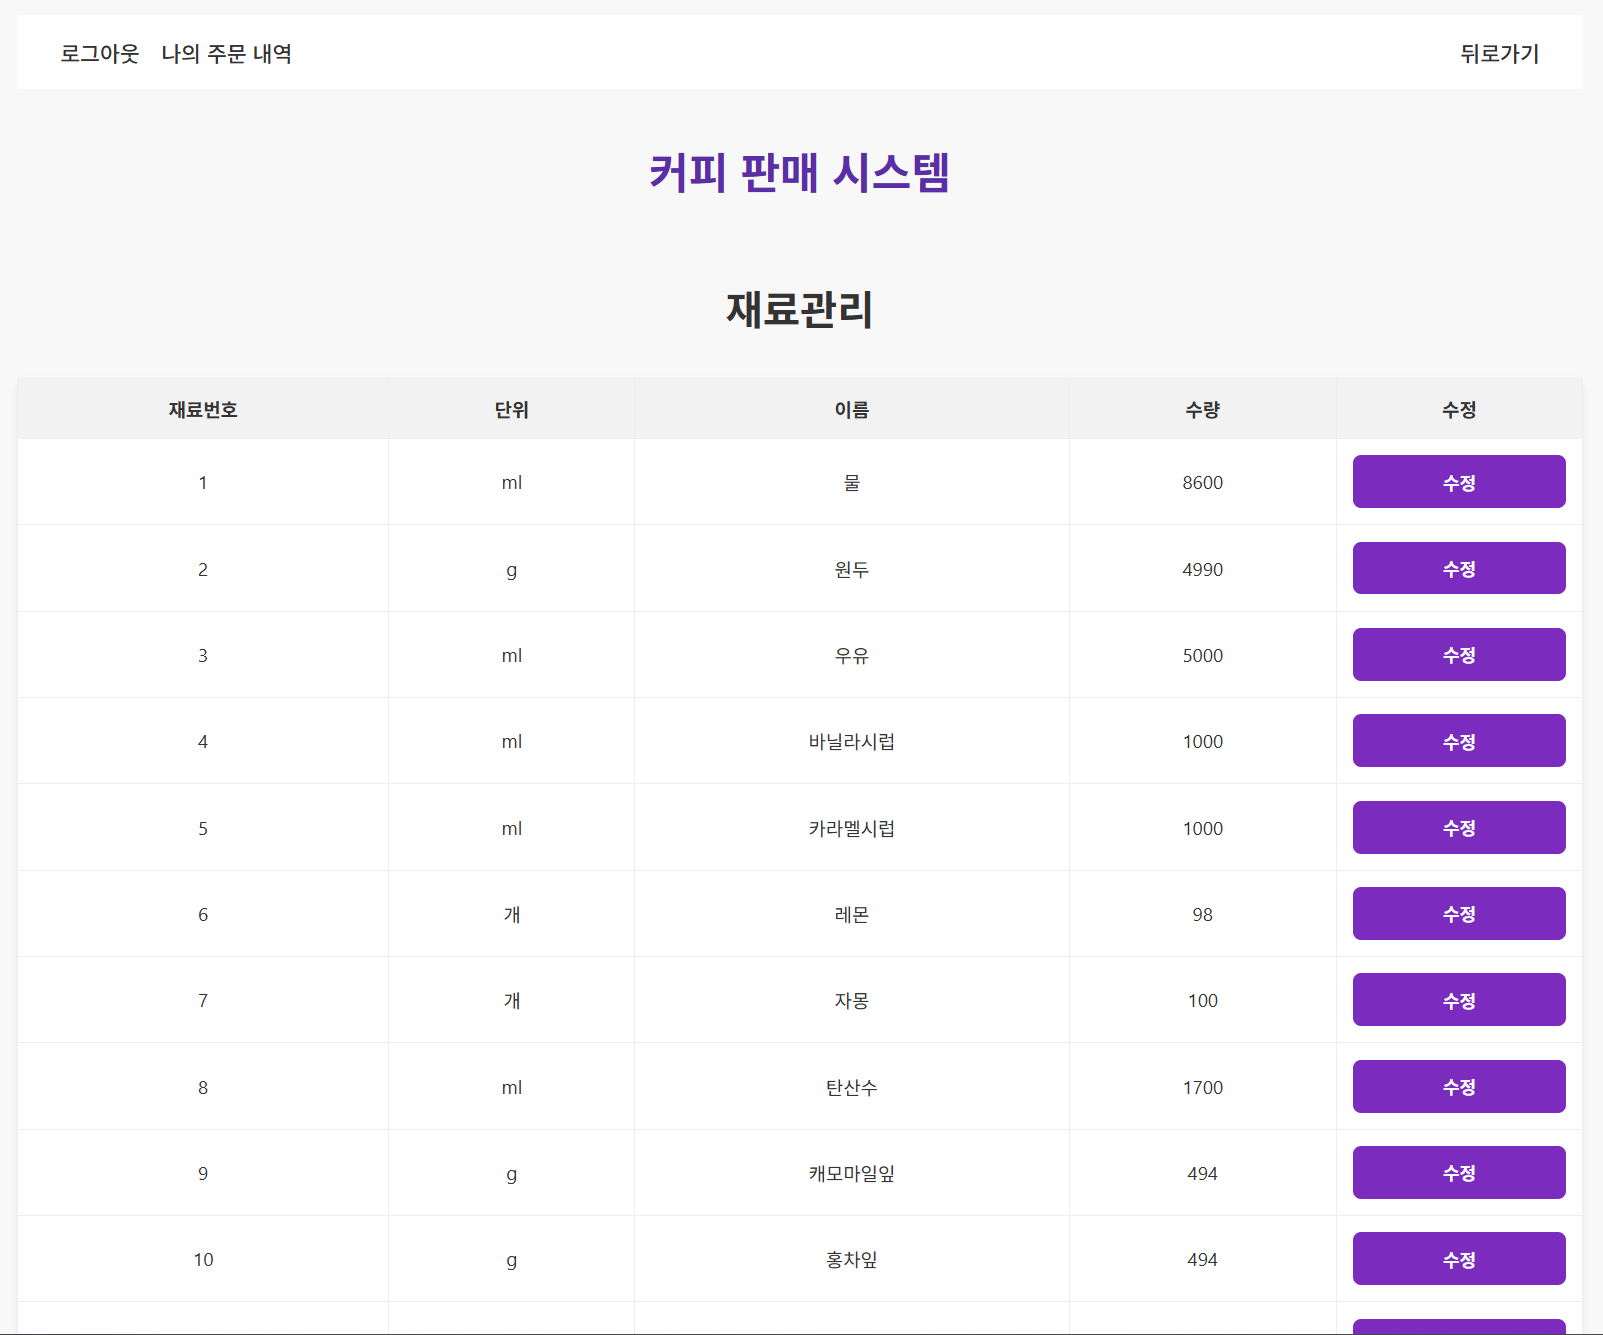 로그아웃 나의 주문 내역 뒤로가기
커피 판매 시스템
재료관리
재료번호 단위 이름 수량 수정
1 ml 물 8600 수정
2 g 원두 4990 수정
3 ml 우유 5000 수정
4 ml 바닐라시럽 1000 수정
5 ml 카라멜시럽 1000 수정
6 개 레몬 98 수정
7 개 자몽 100 수정
8 ml 탄산수 1700 수정
9 g 캐모마일잎 494 수정
10 g 홍차잎 494 수정